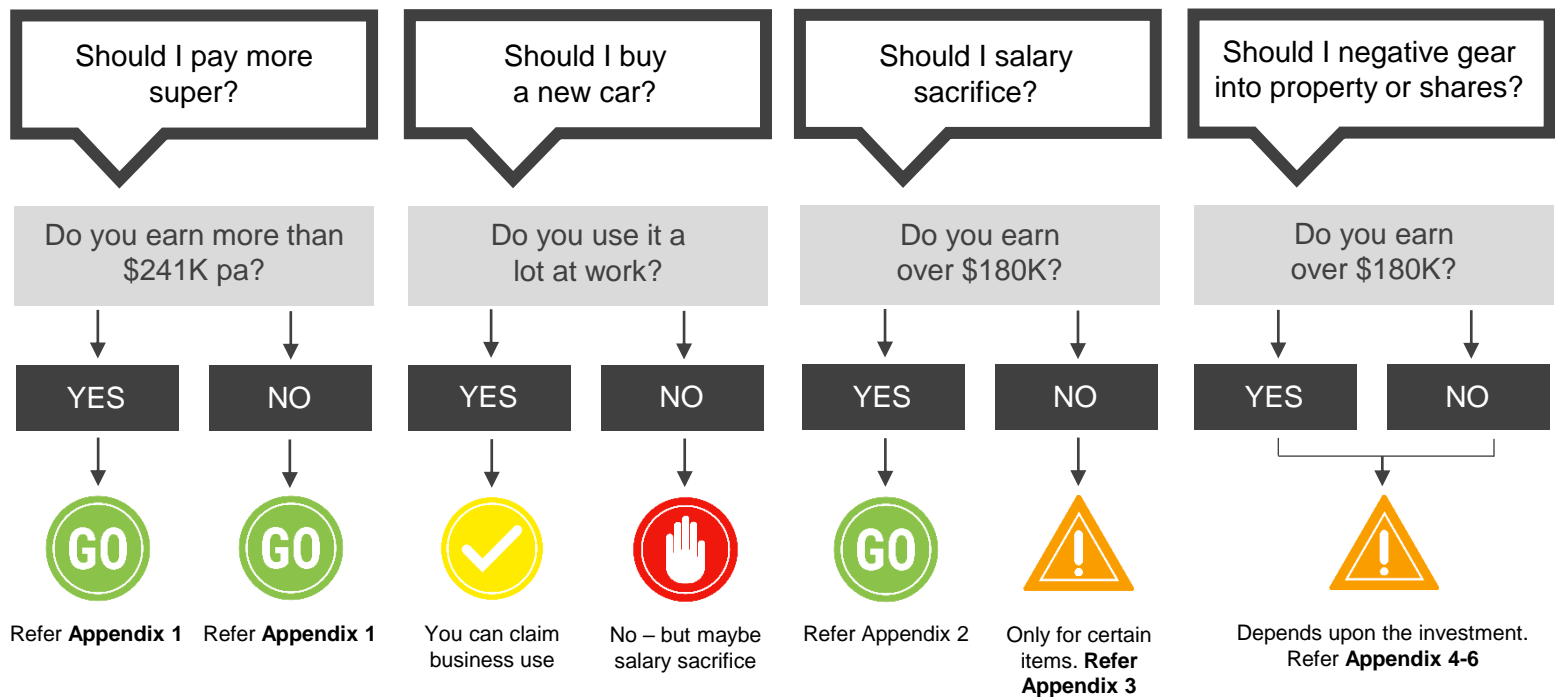 Should I pay more
super?
Should I buy
a new car?
Should I salary
sacrifice?
Should I negative gear
into property or shares?
Do you earn more than
$241K pa?
Do you use it a
lot at work?
Do you earn
over $180K?
Do you earn
over $180K?
YES
NO
YES
NO
YES
NO
YES
NO
GO
GO
GO
Refer Appendix 1
Refer Appendix 1
You can claim
business use
No – but maybe
salary sacrifice
Refer Appendix 2
Only for certain
items. Refer
Appendix 3
Depends upon the investment.
Refer Appendix 4-6